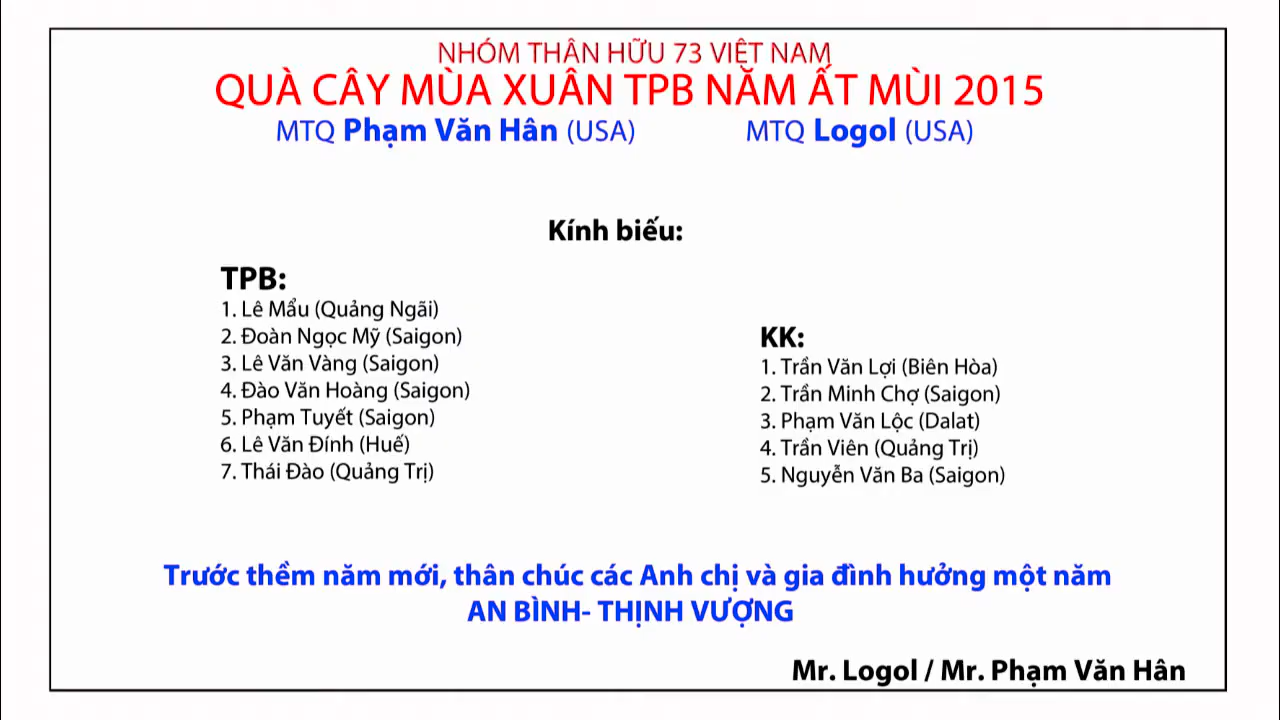 NHÓM THÂN HỮU 73 VIỆT NAM
QUÀ CÂY MÙA XUÂN TPB NĂM ẤT MÙI 2015
MTQ Phạm Văn Hân (USA) MTQ Logol (USA)
Kính biếu:
TPB:
1. Lê Mẩu (Quảng Ngãi)
2. Đoàn Ngọc Mỹ (Saigon)
3. Lê Văn Vàng (Saigon)
4. Đào Văn Hoàng (Saigon)
5. Phạm Tuyết (Saigon)
6. Lê Văn Đính (Huế)
7. Thái Đào (Quảng Trị)
KK:
1. Trần Văn Lợi (Biên Hòa)
2. Trần Minh Chợ (Saigon)
3. Phạm Văn Lộc (Dalat)
4. Trần Viên (Quảng Trị)
5. Nguyễn Văn Ba (Saigon)
Trước thềm năm mới, thân chúc các Anh chị và gia đình hưởng một năm
AN BÌNH- THỊNH VƯỢNG
Mr. Logol / Mr. Phạm Văn Hân